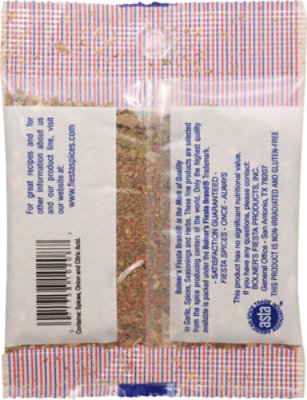 For great recipes and for
other information about us
and our product line, visit
our website at:
www.fiestaspices.com
Contains: Spices, Onion and Citric Acid.
Bolner's Fiesta Brand® is the Mark of Quality
In Garlic, Spices, Seasonings and Herbs. These fine products are selected
from spice producing centers of the world. Only the highest quality
available is packed under the Bolner's Fiesta Brand® Trademark.
- SATISFACTION GUARANTEED -
FIESTA SPICES - ONCE - ALWAYS
This product has no significant nutritional value.
If you have any questions, please contact:
BOLNER'S FIESTA PRODUCTS, INC.
General Office - San Antonio, TX 78207
THIS PRODUCT IS NON-IRRADIATED AND GLUTEN-FREE
asta